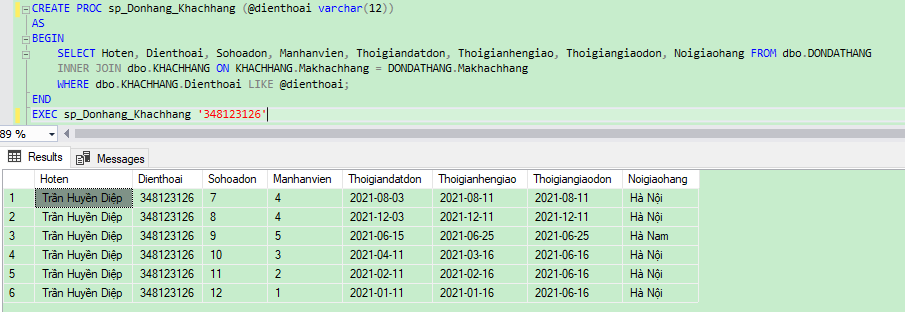 CREATE PROC sp_Donhang_Khachhang (@dienthoai varchar(12))
AS
BEGIN
SELECT Hoten, Dienthoai, Sohoadon, Manhanvien, Thoigiandatdon, Thoigianhengiao, Thoigiangiaodon, Noigiaohang FROM dbo.DONDATHANG
INNER JOIN dbo.KHACHHANG ON KHACHHANG.Makhachhang = DONDATHANG.Makhachhang
WHERE dbo.KHACHHANG.Dienthoai LIKE @dienthoai;
END
EXEC sp_Donhang_Khachhang '348123126'
89 %
Results Messages
Hoten Dienthoai Sohoadon Manhanvien Thoigiandatdon Thoigianhengiao Thoigiangiaodon Noigiaohang
1 Trần Huyền Diệp 348123126 7 4 2021-08-03 2021-08-11 2021-08-11 Hà Nội
2 Trần Huyền Diệp 348123126 8 4 2021-12-03 2021-12-11 2021-12-11 Hà Nội
3 Trần Huyền Diệp 348123126 9 5 2021-06-15 2021-06-25 2021-06-25 Hà Nam
4 Trần Huyền Diệp 348123126 10 3 2021-04-11 2021-03-16 2021-06-16 Hà Nội
5 Trần Huyền Diệp 348123126 11 2 2021-02-11 2021-02-16 2021-06-16 Hà Nội
6 Trần Huyền Diệp 348123126 12 1 2021-01-11 2021-01-16 2021-06-16 Hà Nội